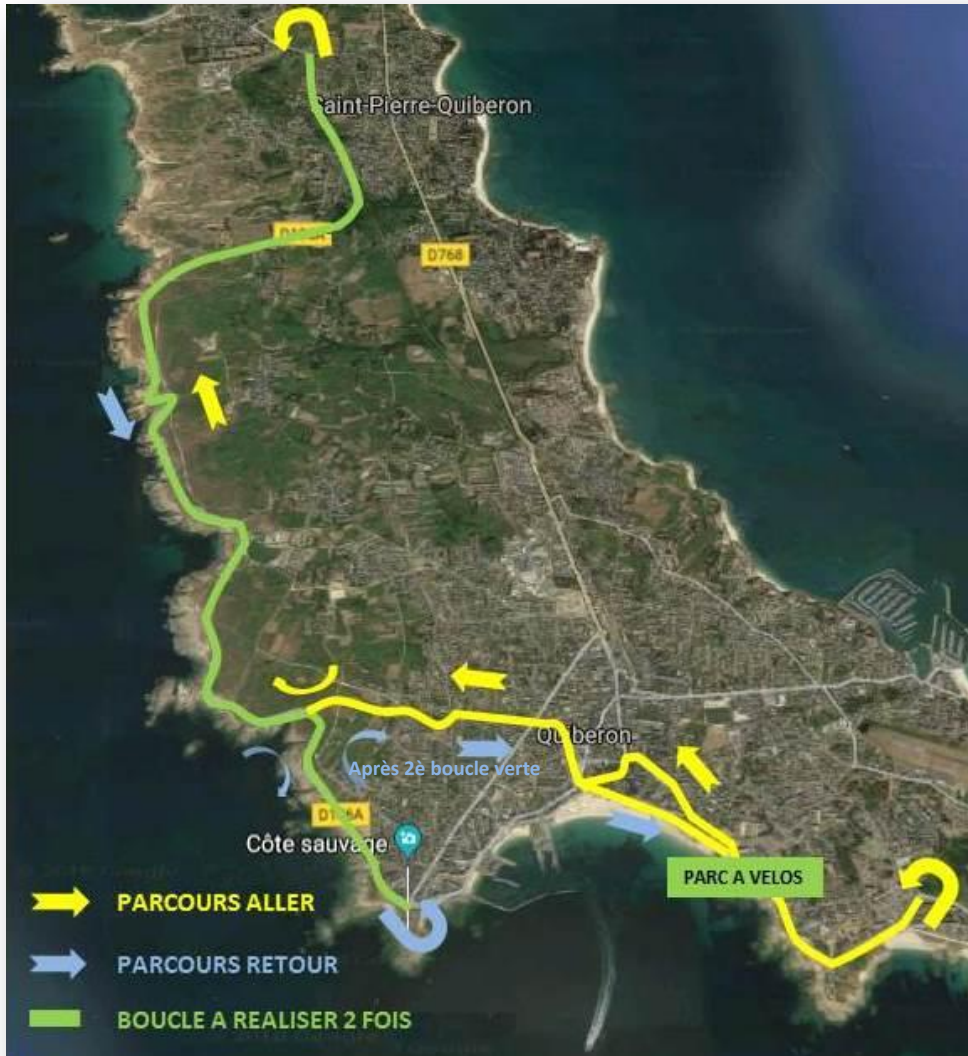 Saint-Pierre-Quiberon
D768
Quiberon
Après 2è boucle verte
Côte sauvage
PARC A VELOS
PARCOURS ALLER
PARCOURS RETOUR
BOUCLE A REALISER 2 FOIS